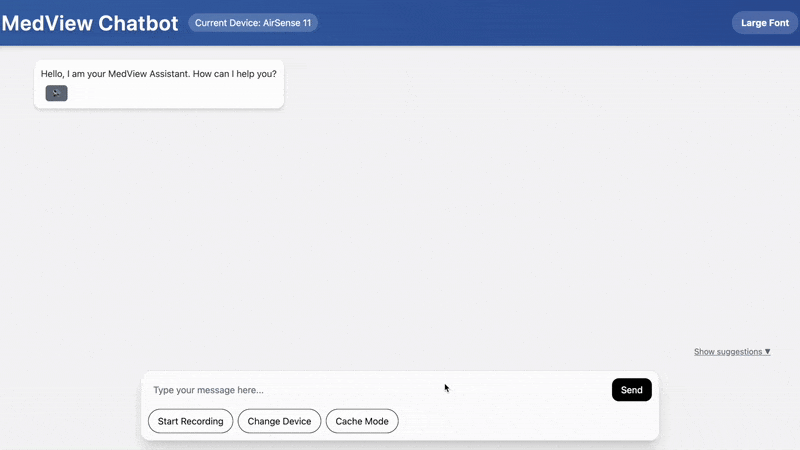 MedView Chatbot
Current Device: AirSense 11
Large Font
Hello, I am your MedView Assistant. How can I help you?
Show suggestions ▼
Type your message here...
Send
Start Recording
Change Device
Cache Mode